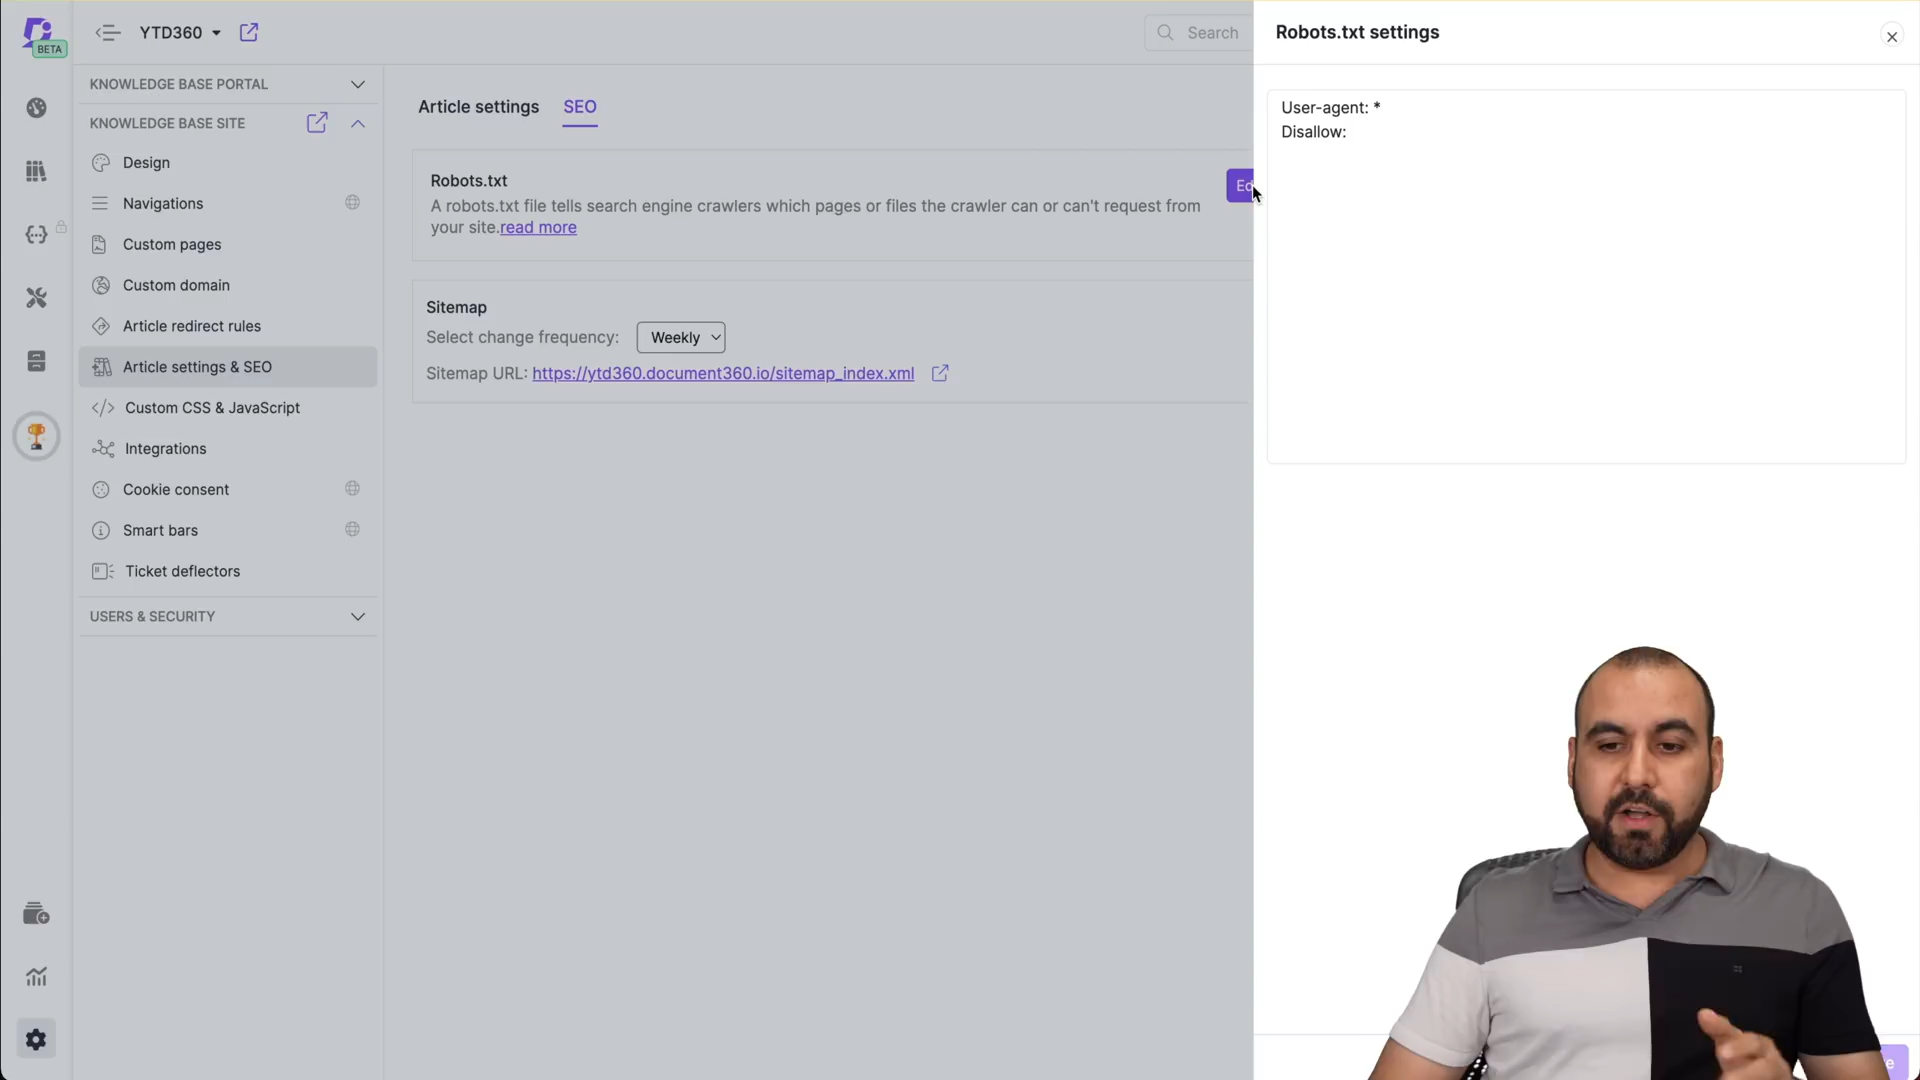 BETA
YTD360
Search
KNOWLEDGE BASE PORTAL
KNOWLEDGE BASE SITE
Design
Navigations
Custom pages
Custom domain
Article redirect rules
Article settings & SEO
Custom CSS & JavaScript
Integrations
Cookie consent
Smart bars
Ticket deflectors
USERS & SECURITY
Article settings SEO
Robots.txt
A robots.txt file tells search engine crawlers which pages or files the crawler can or can't request from
your site.read more
Sitemap
Select change frequency: Weekly
Sitemap URL: https://ytd360.document360.io/sitemap_index.xml
Robots.txt settings
User-agent: *
Disallow: